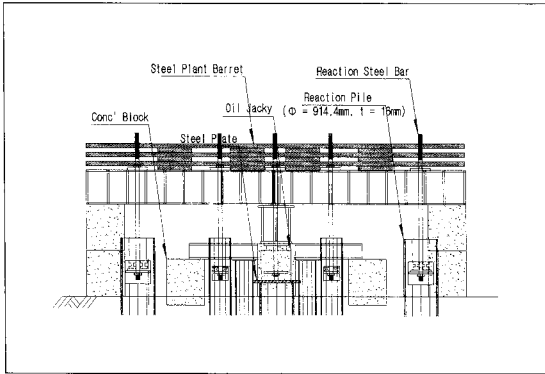 Steel Plant Barret
Reaction Steel Bar
Oil Jacky
Reaction Pile
(Φ = 914.4mm, t = 16mm)
Conc' Block
Steel Plate